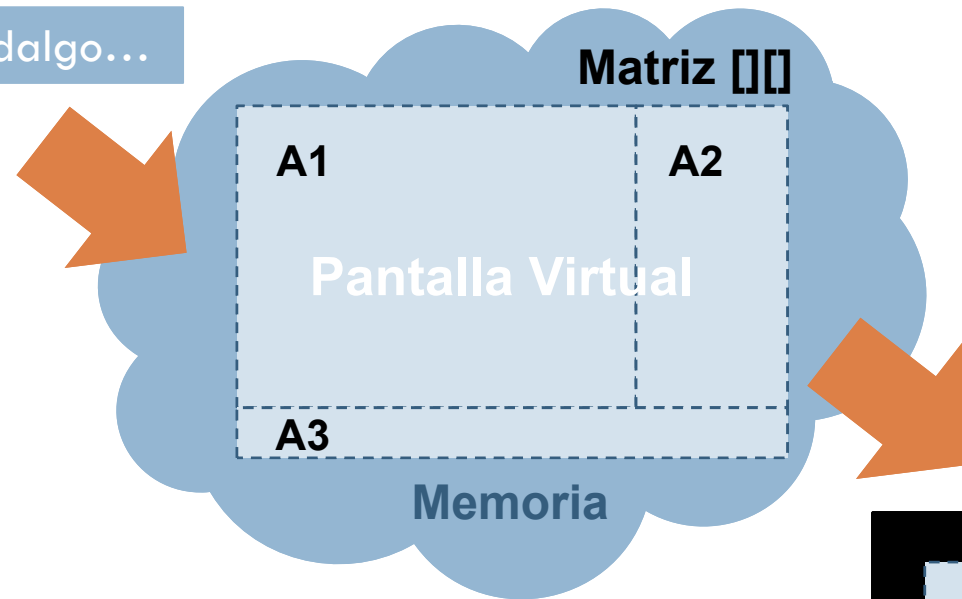 dalgo...
Matriz [][]
A1
A2
Pantalla Virtual
A3
Memoria